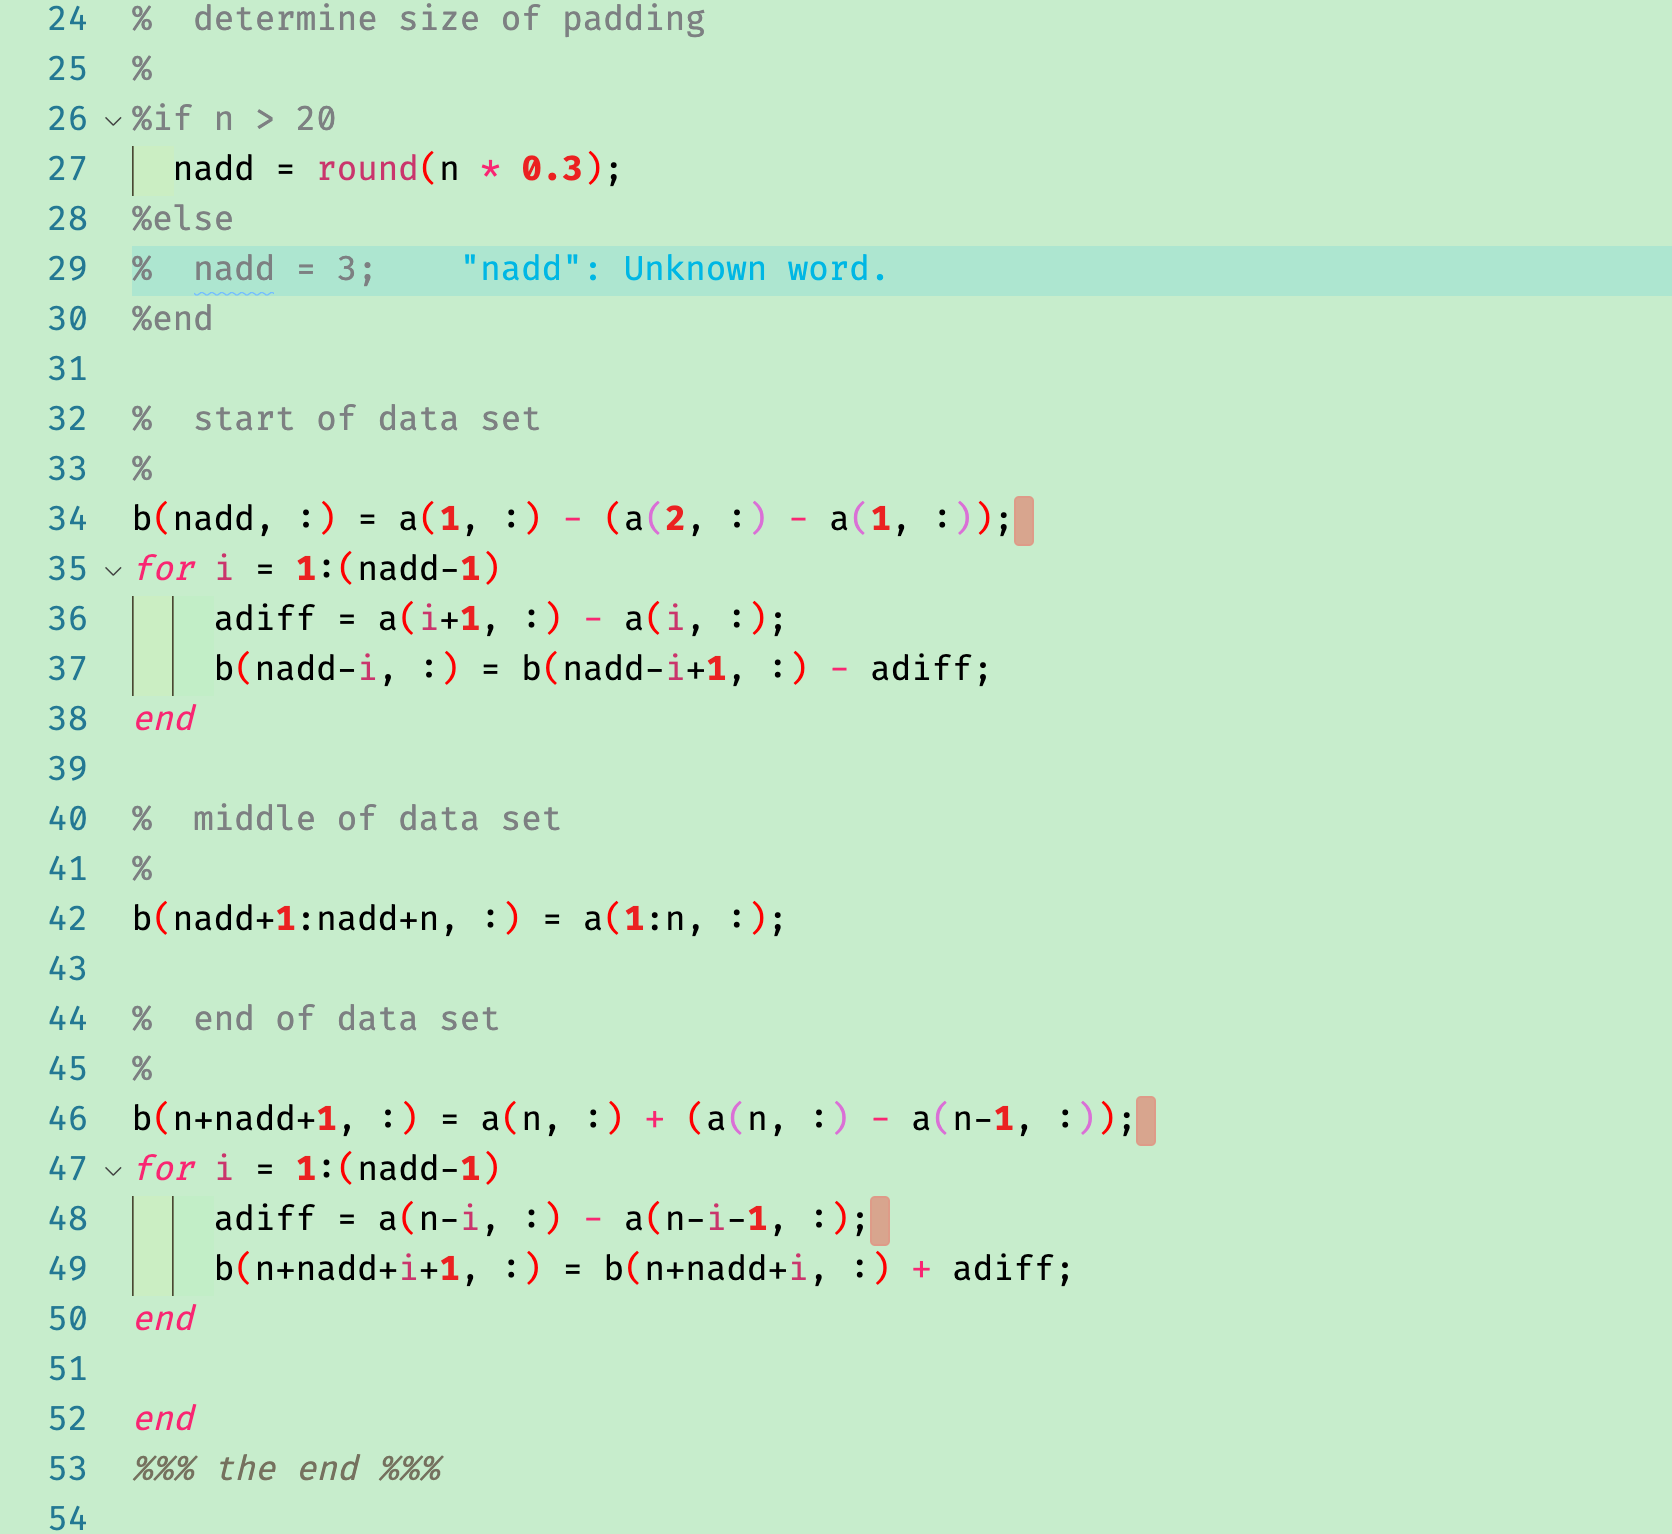 24 %  determine size of padding
25 %
26 %if n > 20
27   nadd = round(n * 0.3);
28 %else
29 %  nadd = 3;    "nadd": Unknown word.
30 %end
31
32 %  start of data set
33 %
34 b(nadd, :) = a(1, :) - (a(2, :) - a(1, :));
35 for i = 1:(nadd-1)
36     adiff = a(i+1, :) - a(i, :);
37     b(nadd-i, :) = b(nadd-i+1, :) - adiff;
38 end
39
40 %  middle of data set
41 %
42 b(nadd+1:nadd+n, :) = a(1:n, :);
43
44 %  end of data set
45 %
46 b(n+nadd+1, :) = a(n, :) + (a(n, :) - a(n-1, :));
47 for i = 1:(nadd-1)
48     adiff = a(n-i, :) - a(n-i-1, :);
49     b(n+nadd+i+1, :) = b(n+nadd+i, :) + adiff;
50 end
51
52 end
53 %%% the end %%%
54